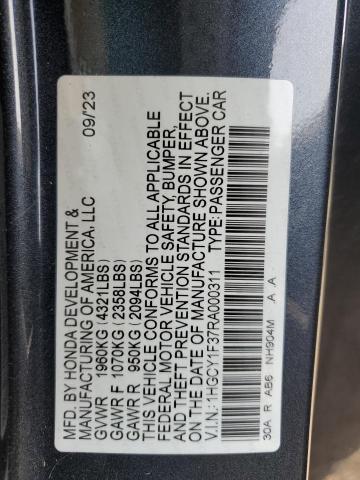 MFD. BY HONDA DEVELOPMENT &
MANUFACTURING OF AMERICA, LLC 09/23
GVWR 1960KG (4321LBS)
GAWR F 1070KG (2358LBS)
GAWR R 950KG (2094LBS)
THIS VEHICLE CONFORMS TO ALL APPLICABLE
FEDERAL MOTOR VEHICLE SAFETY, BUMPER,
AND THEFT PREVENTION STANDARDS IN EFFECT
ON THE DATE OF MANUFACTURE SHOWN ABOVE.
V.I.N.: 1HGCY1F37RA000311 TYPE: PASSENGER CAR
30A R AB6 NH904M A A